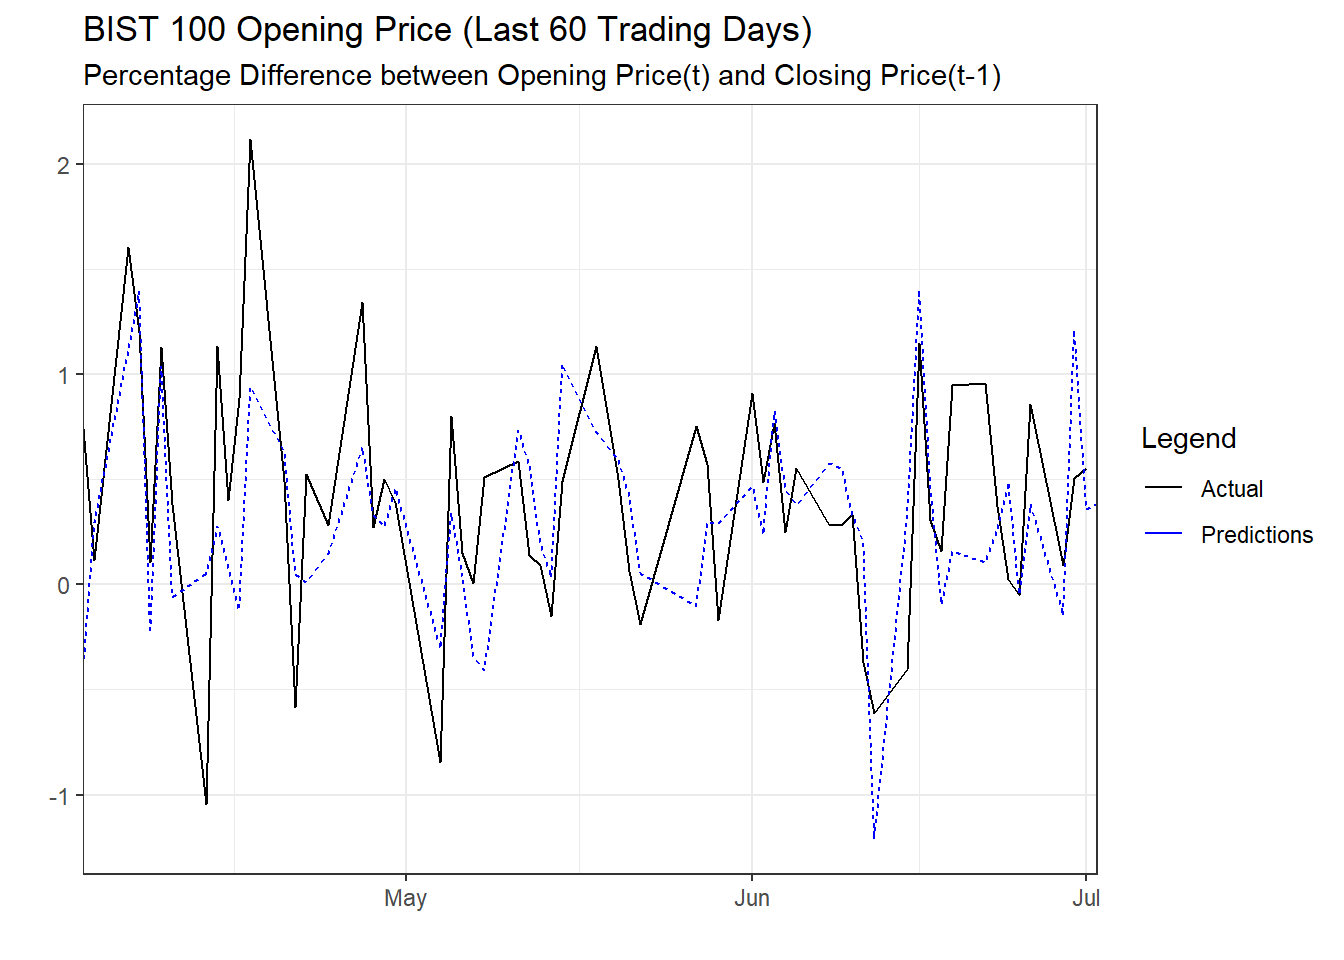 BIST 100 Opening Price (Last 60 Trading Days)
Percentage Difference between Opening Price(t) and Closing Price(t-1)
2
1
0
-1
May
Jun
Jul
Legend
Actual
Predictions